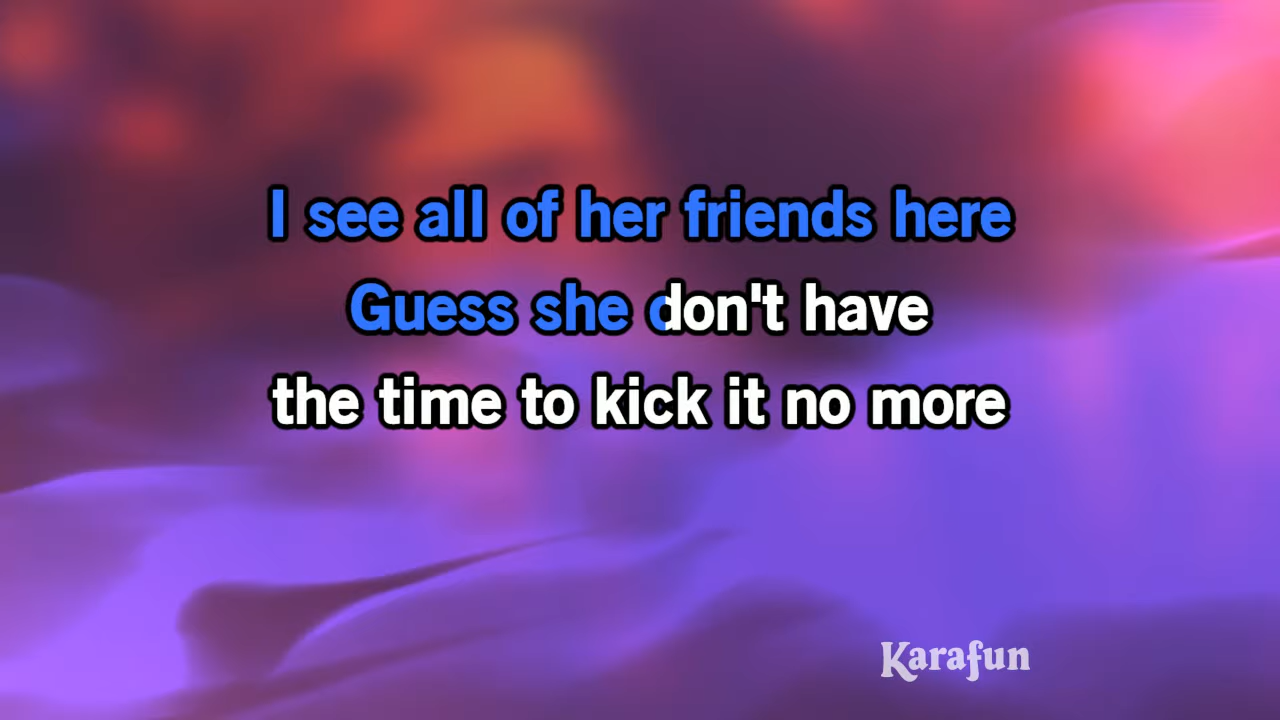 I see all of her friends here
Guess she don't have
the time to kick it no more
Karafun